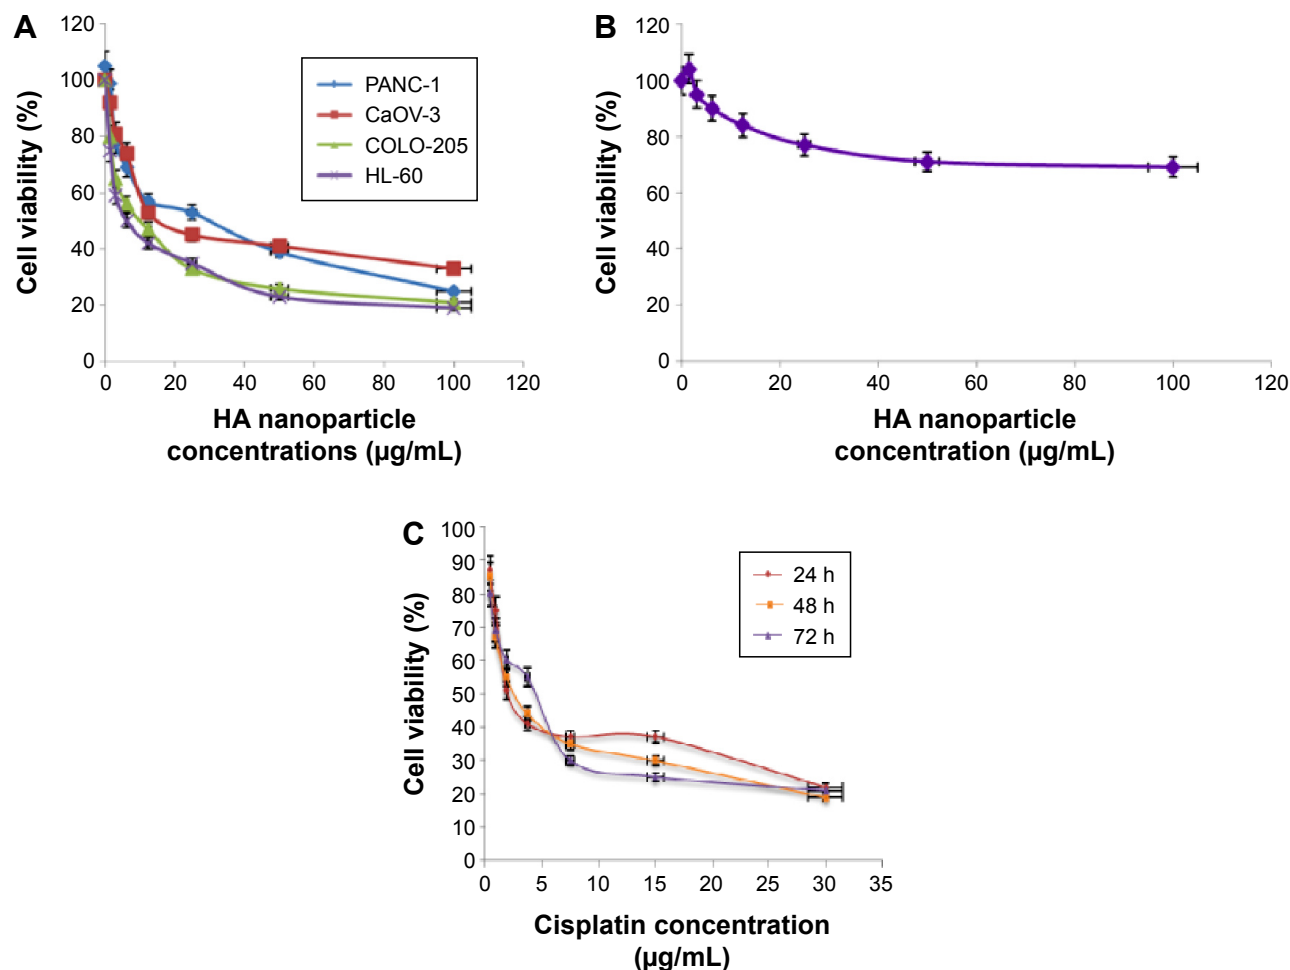 A
120
100
80
60
40
20
0
Cell viability (%)
PANC-1
CaOV-3
COLO-205
HL-60
0 20 40 60 80 100 120
HA nanoparticle
concentrations (µg/mL)
B
120
100
80
60
40
20
0
Cell viability (%)
0 20 40 60 80 100 120
HA nanoparticle
concentration (µg/mL)
C
100
90
80
70
60
50
40
30
20
10
0
Cell viability (%)
24 h
48 h
72 h
0 5 10 15 20 25 30 35
Cisplatin concentration
(µg/mL)